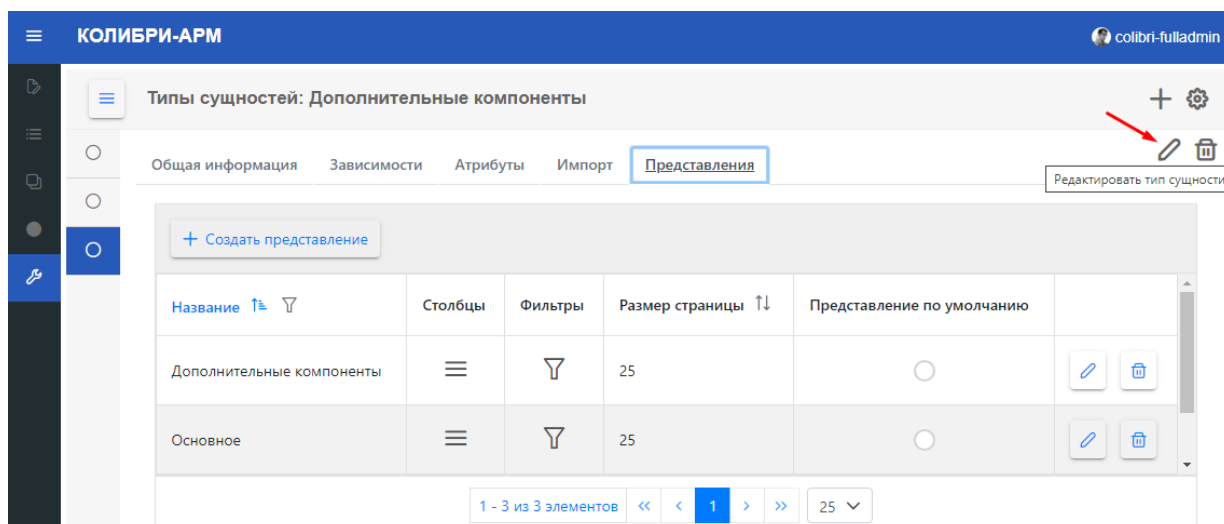 КОЛИБРИ-АРМ colibri-fulladmin
Типы сущностей: Дополнительные компоненты
Общая информация Зависимости Атрибуты Импорт Представления
Редактировать тип сущности
+ Создать представление
Название Столбцы Фильтры Размер страницы Представление по умолчанию
Дополнительные компоненты 25
Основное 25
1 - 3 из 3 элементов « < 1 > » 25